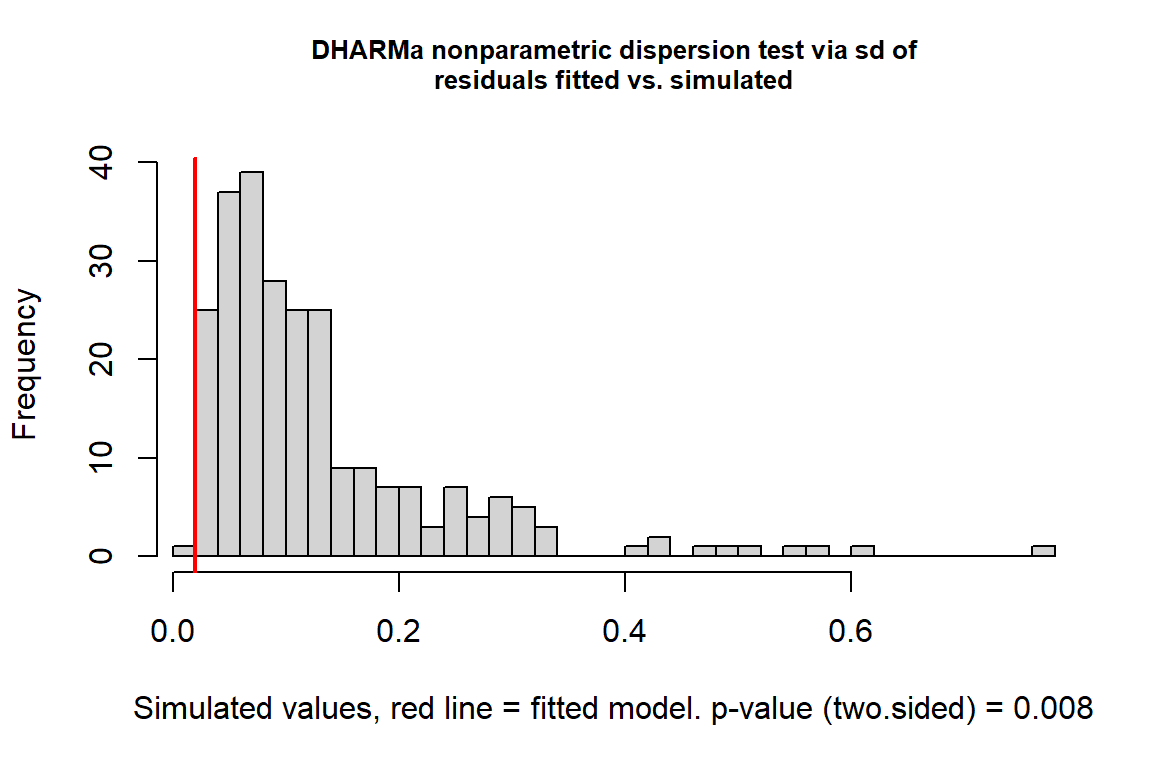 DHARMa nonparametric dispersion test via sd of
residuals fitted vs. simulated
Frequency
40
30
20
10
0
0.0 0.2 0.4 0.6
Simulated values, red line = fitted model. p-value (two.sided) = 0.008